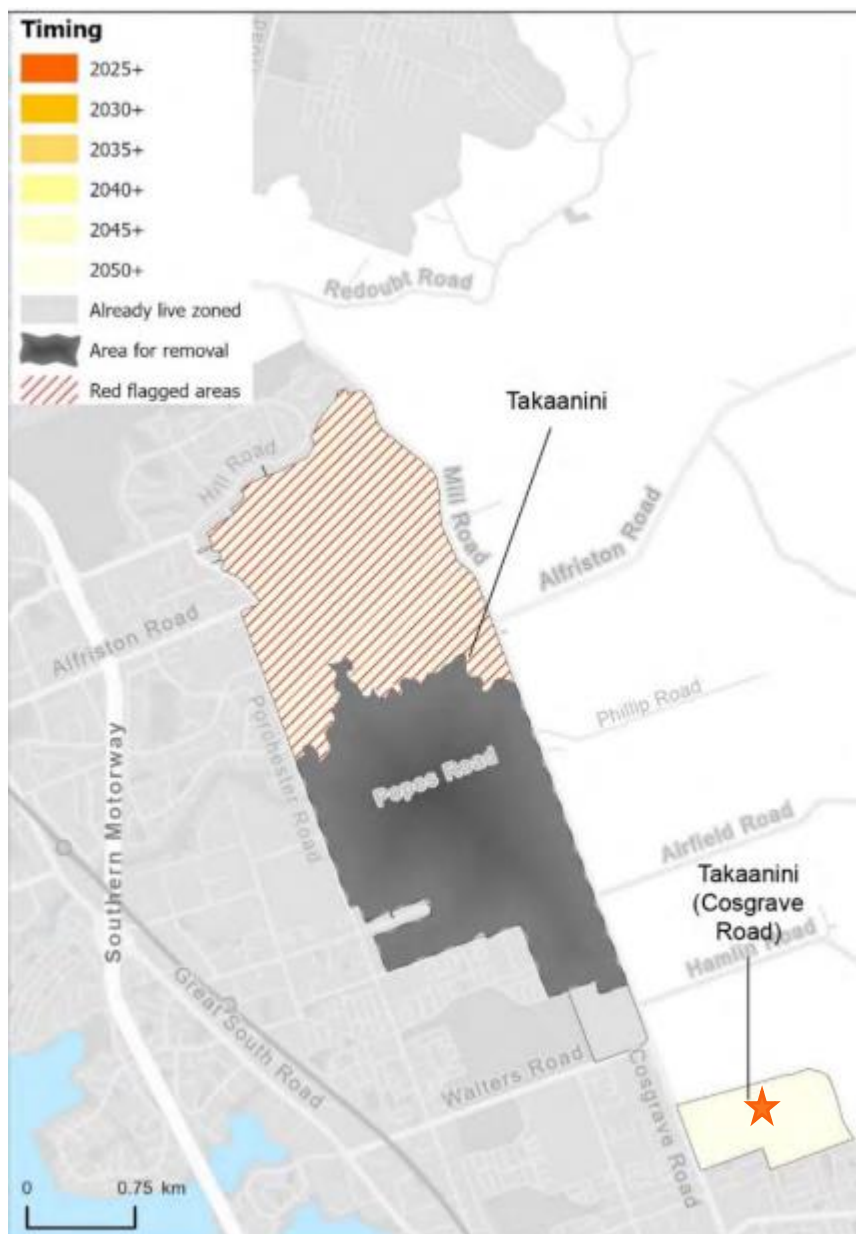 Timing
2025+
2030+
2035+
2040+
2045+
2050+
Already live zoned
Area for removal
Red flagged areas
Redoubt Road
Takaanini
Hill Road
Mill Road
Alfriston Road
Alfriston Road
Phillip Road
Porchester Road
Popes Road
Southern Motorway
Airfield Road
Takaanini
(Cosgrave
Road)
Hamlin Road
Great South Road
Walters Road
Cosgrave Road
0 0.75 km